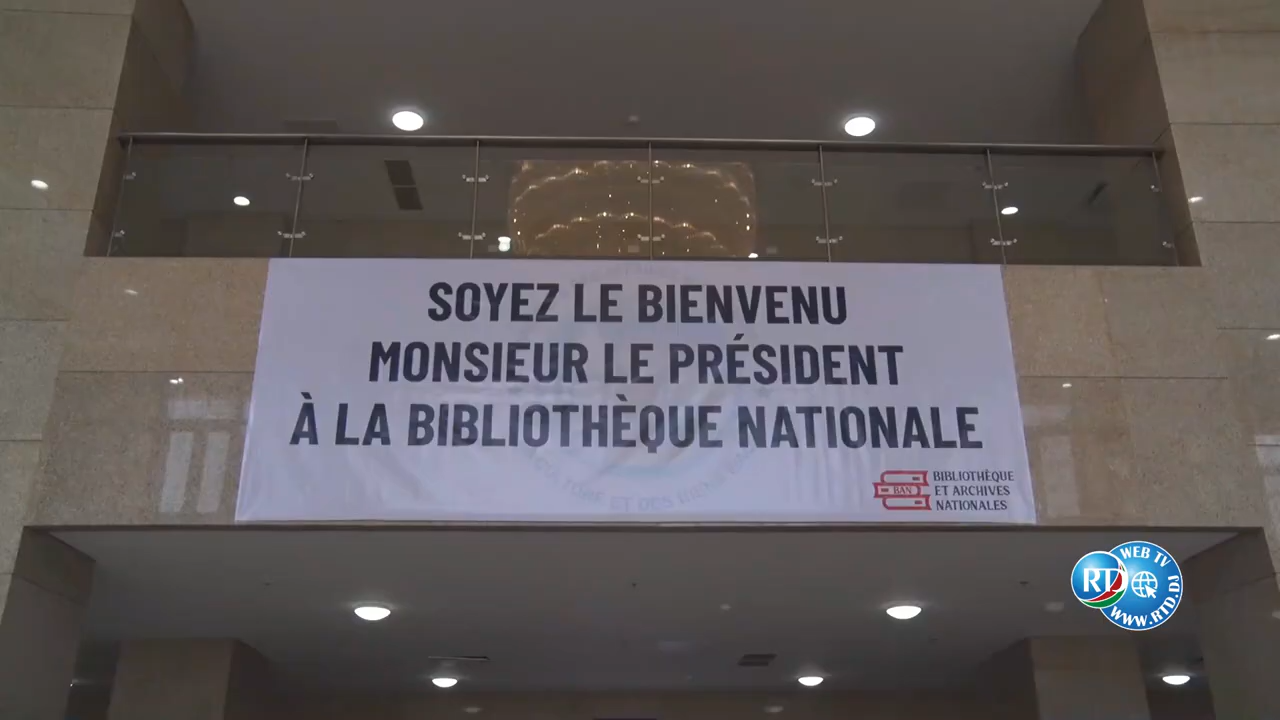 SOYEZ LE BIENVENU
MONSIEUR LE PRÉSIDENT
À LA BIBLIOTHÈQUE NATIONALE
BAN
BIBLIOTHÈQUE
ET ARCHIVES
NATIONALES
WEB TV
RTD
WWW.RTD.DJ